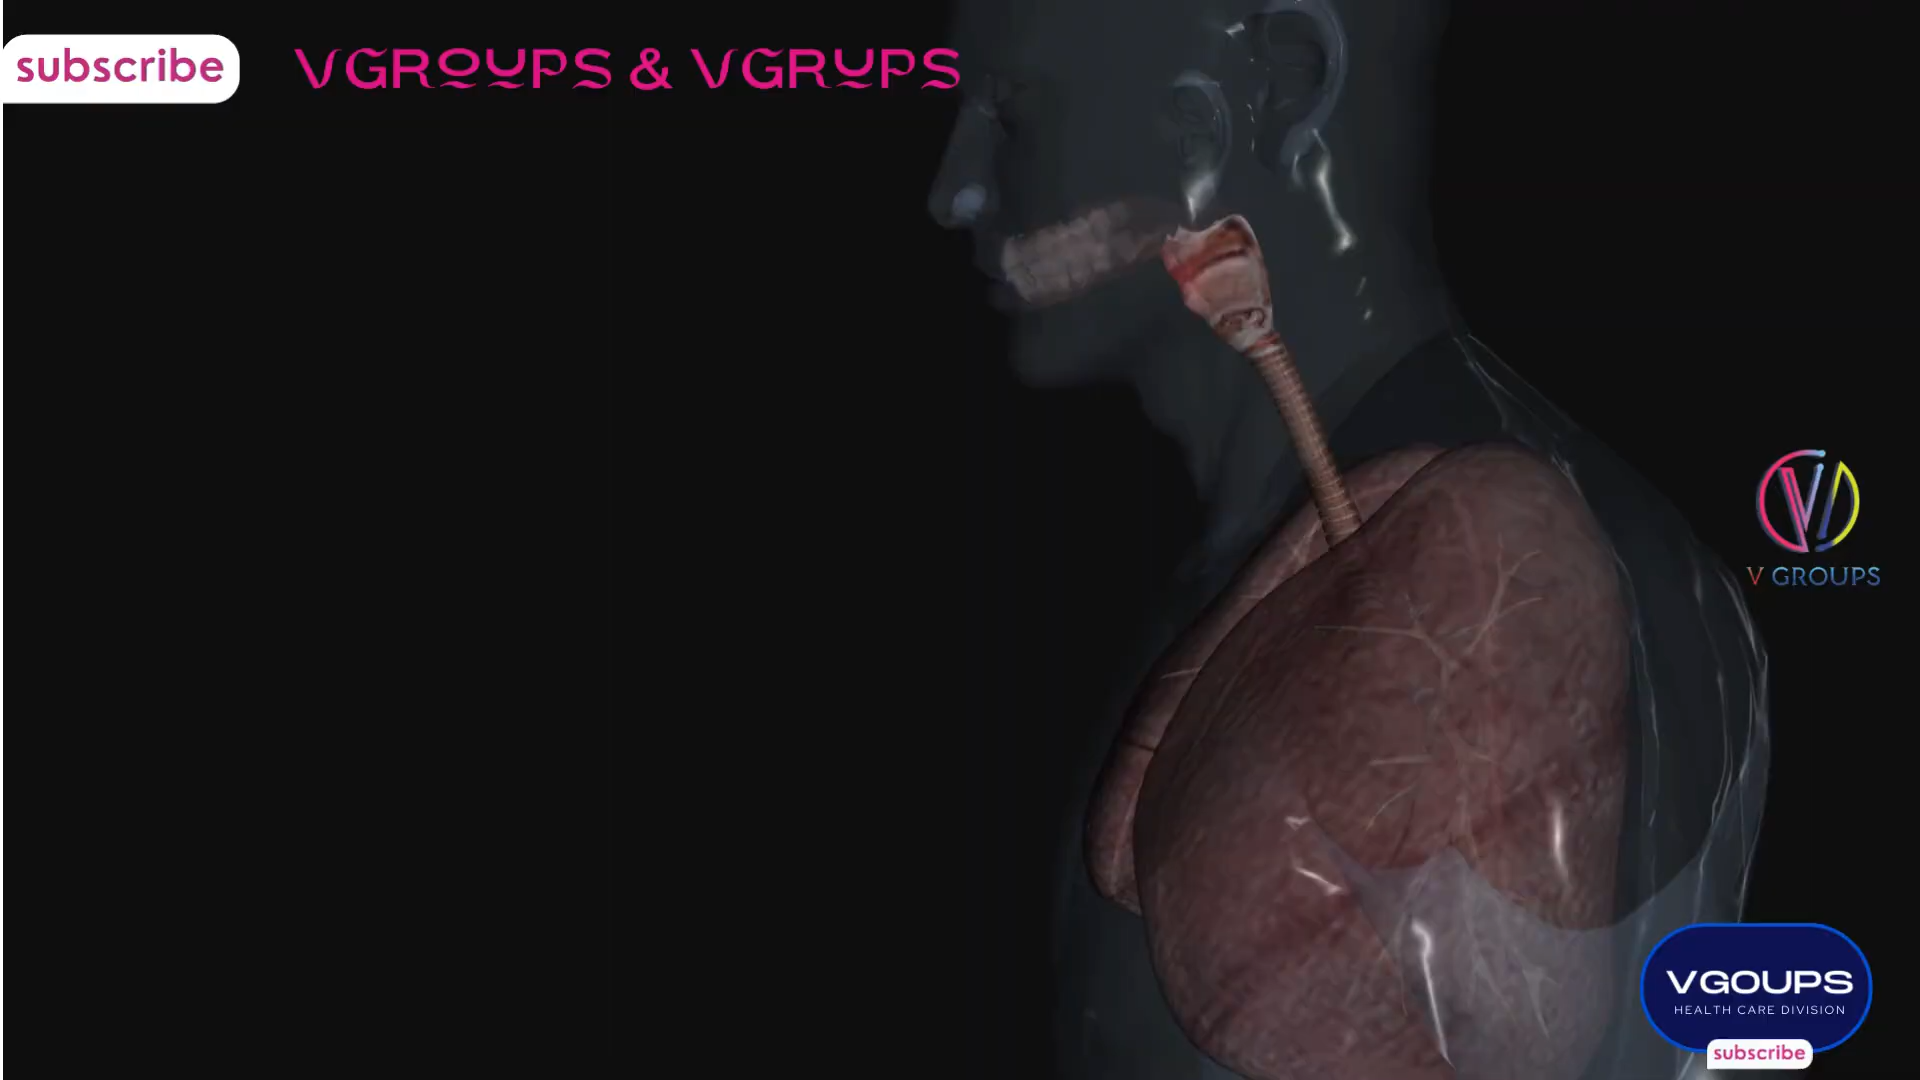 subscribe
VGROUPS & VGRUPS
V GROUPS
VGOUPS
HEALTH CARE DIVISION
subscribe